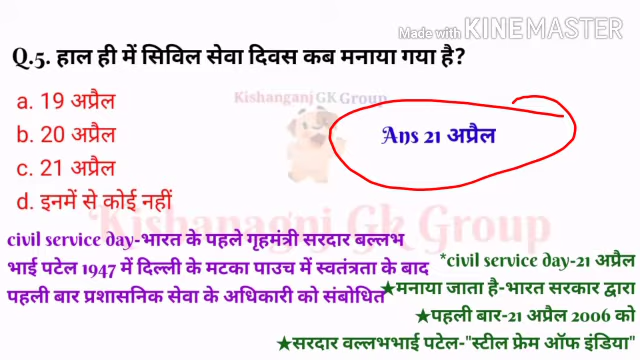 Made with KINEMASTER
Q.5. हाल ही में सिविल सेवा दिवस कब मनाया गया है?
a. 19 अप्रैल
b. 20 अप्रैल
c. 21 अप्रैल
d. इनमें से कोई नहीं
Kishanganj GK Group
Ans 21 अप्रैल
Kishanagnj Gk Group
civil service day-भारत के पहले गृहमंत्री सरदार बल्लभ
भाई पटेल 1947 में दिल्ली के मटका पाउच में स्वतंत्रता के बाद
पहली बार प्रशासनिक सेवा के अधिकारी को संबोधित
*civil service day-21 अप्रैल
★मनाया जाता है-भारत सरकार द्वारा
★पहली बार-21 अप्रैल 2006 को
★सरदार वल्लभभाई पटेल-"स्टील फ्रेम ऑफ इंडिया"